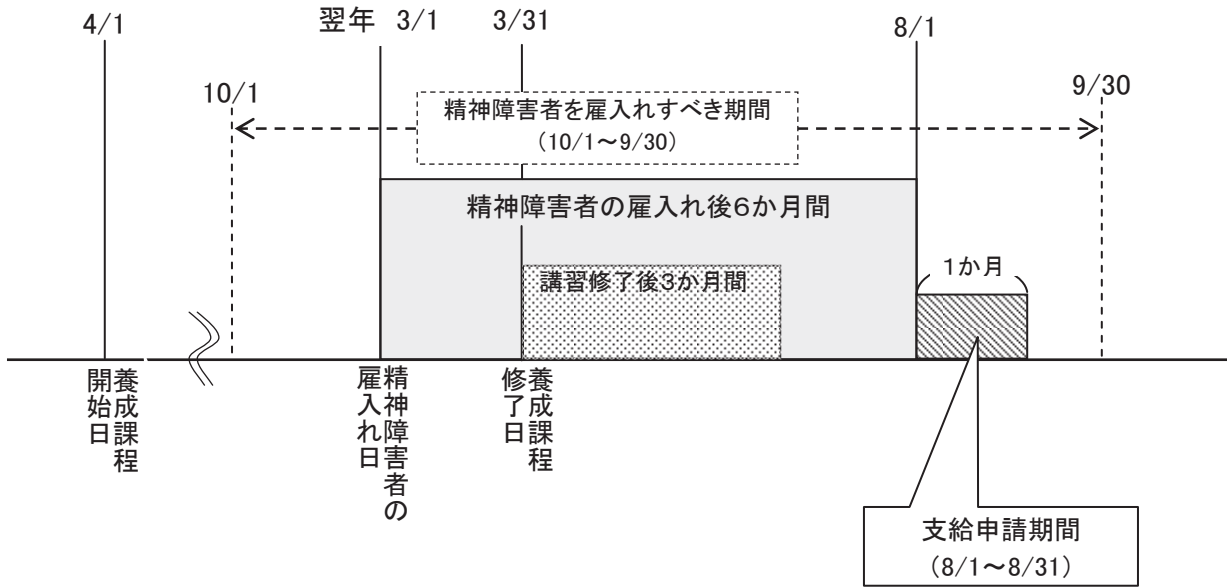 4/1
翌年 3/1
3/31
8/1
10/1
9/30
精神障害者を雇入れすべき期間
(10/1～9/30)
精神障害者の雇入れ後6か月間
講習修了後3か月間
1か月
養成課程
開始日
精神障害者の
雇入れ日
養成課程
修了日
支給申請期間
(8/1～8/31)